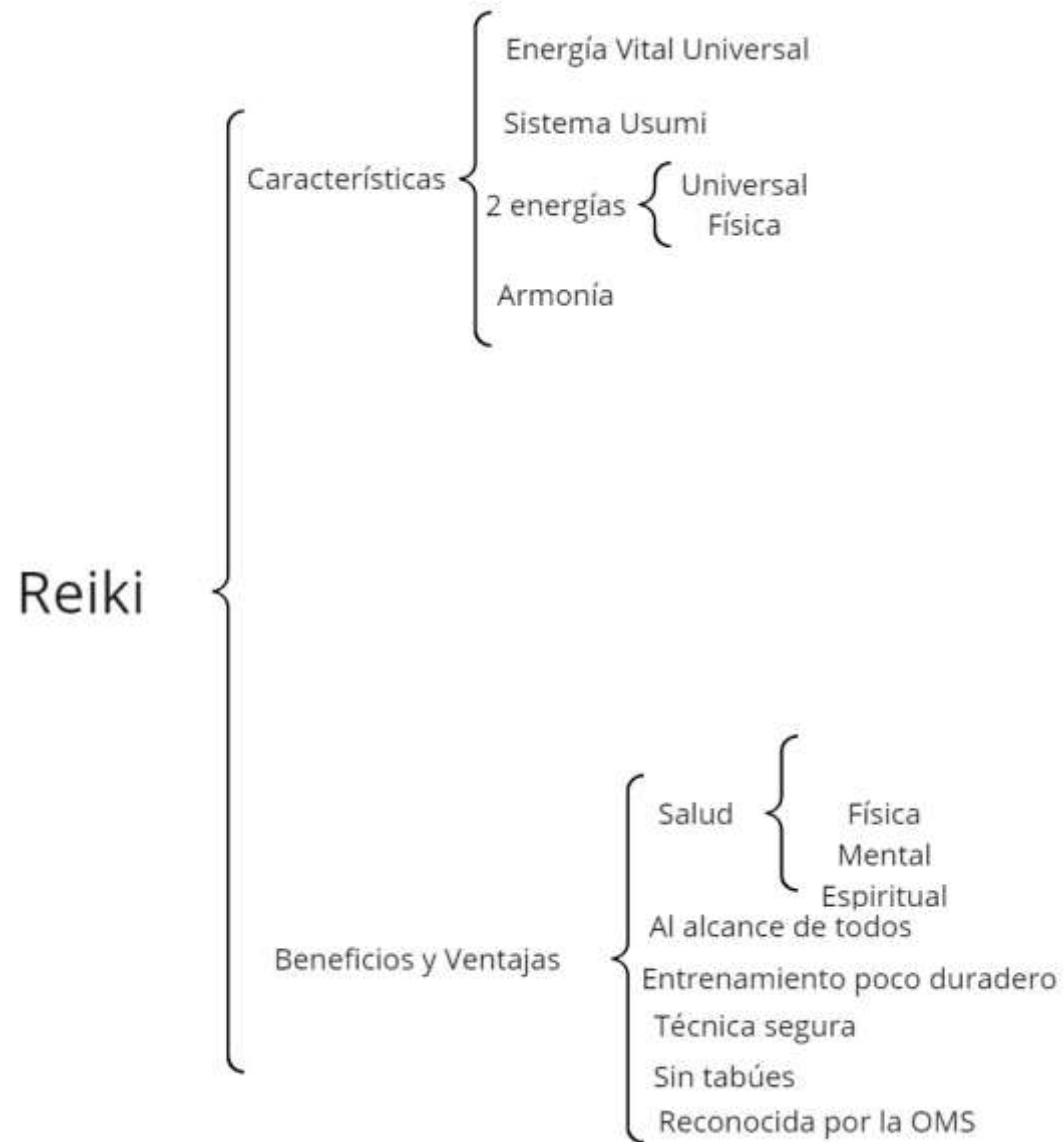 Reiki
Característicás
Energía Vital Universal
Sistema Usumi
2 energías
Universal
Física
Armonía
Beneficios y Ventajas
Salud
Física
Mental
Espiritual
Al alcance de todos
Entrenamiento poco duradero
Técnica segura
Sin tabúes
Reconocida por la OMS